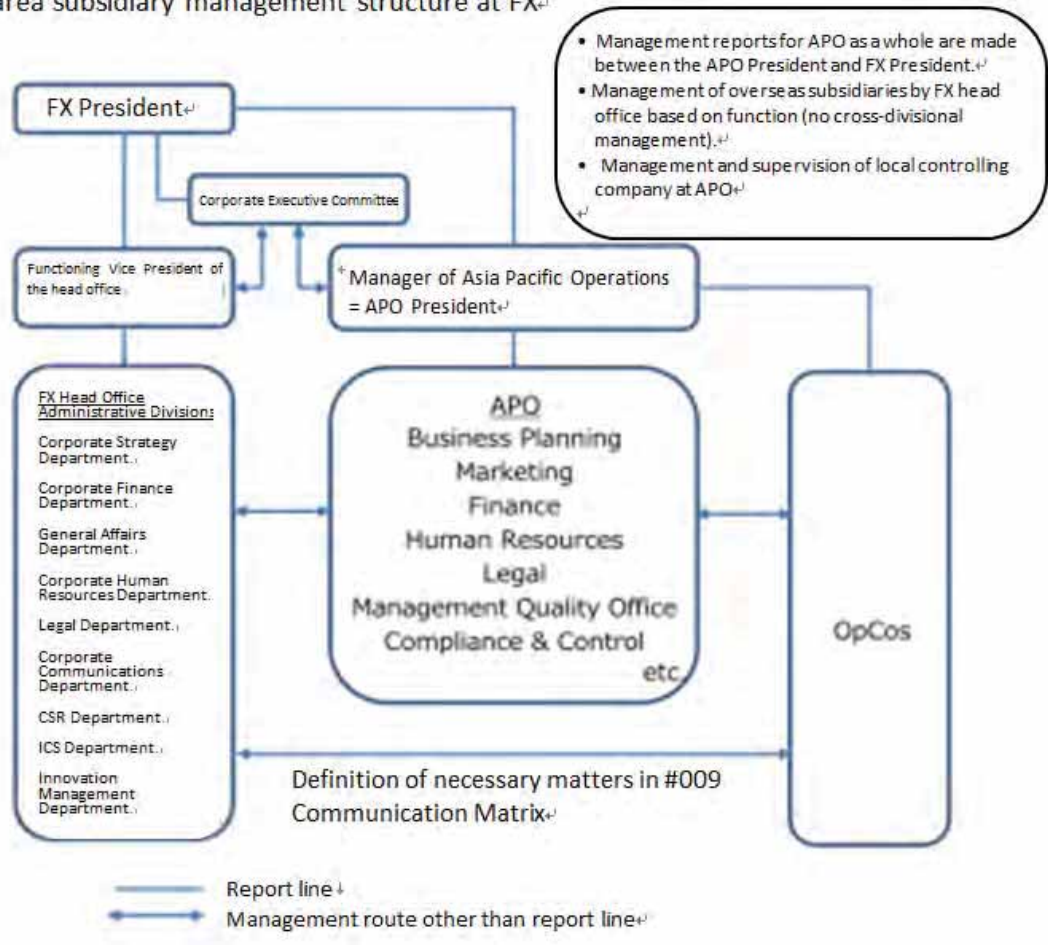 area subsidiary management structure at FX↵
• Management reports for APO as a whole are made
between the APO President and FX President.↵
• Management of overseas subsidiaries by FX head
office based on function (no cross-divisional
management).↵
• Management and supervision of local controlling
company at APO↵
↵
FX President↵
Corporate Executive Committee
Functioning Vice President of
the head office
Manager of Asia Pacific Operations
= APO President↵
FX Head Office
Administrative Divisions
Corporate Strategy
Department.↓
Corporate Finance
Department.↓
General Affairs
Department.↓
Corporate Human
Resources Department.
Legal Department.↓
Corporate
Communications
Department.↓
CSR Department.↓
ICS Department.↓
Innovation
Management
Department.↓
APO
Business Planning
Marketing
Finance
Human Resources
Legal
Management Quality Office
Compliance & Control
etc.
OpCos
Definition of necessary matters in #009
Communication Matrix↵
Report line↓
Management route other than report line↵